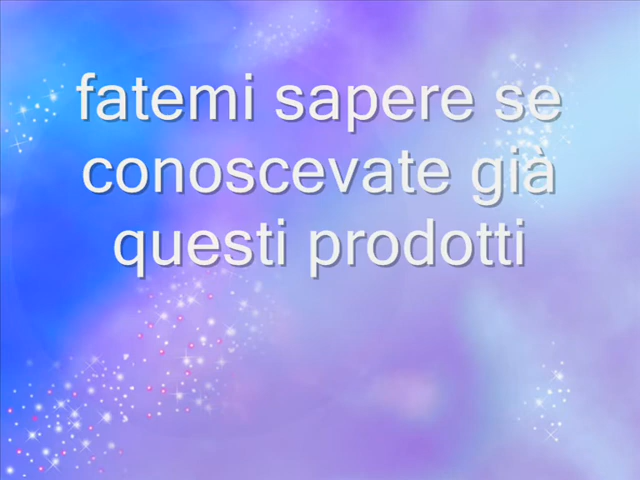 fatemi sapere se
conoscevate già
questi prodotti